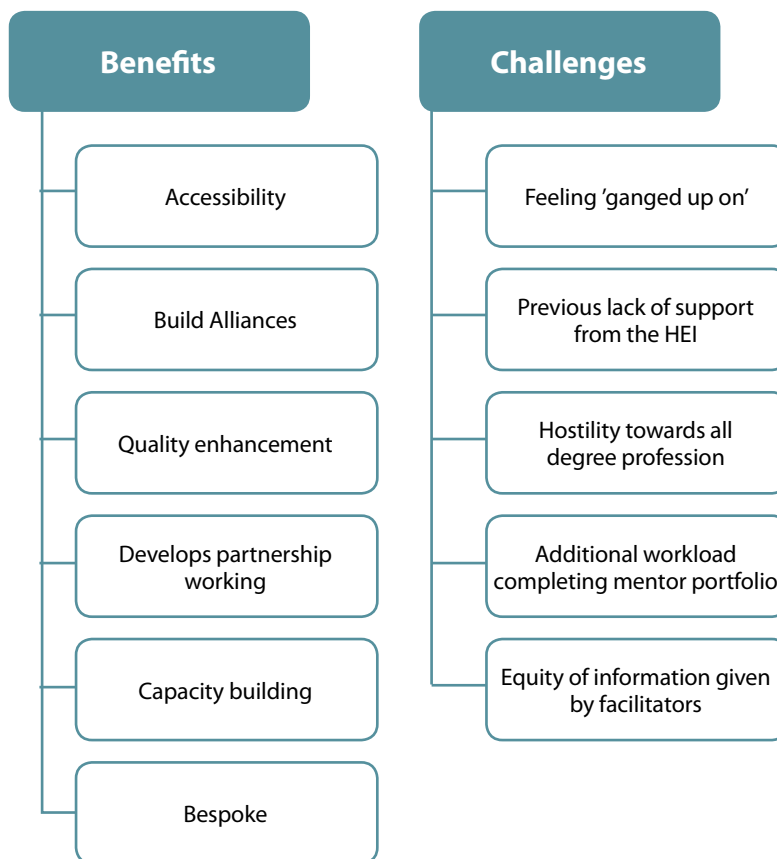 Benefits
Accessibility
Build Alliances
Quality enhancement
Develops partnership
working
Capacity building
Bespoke
Challenges
Feeling 'ganged up on'
Previous lack of support
from the HEI
Hostility towards all
degree profession
Additional workload
completing mentor portfolio
Equity of information given
by facilitators